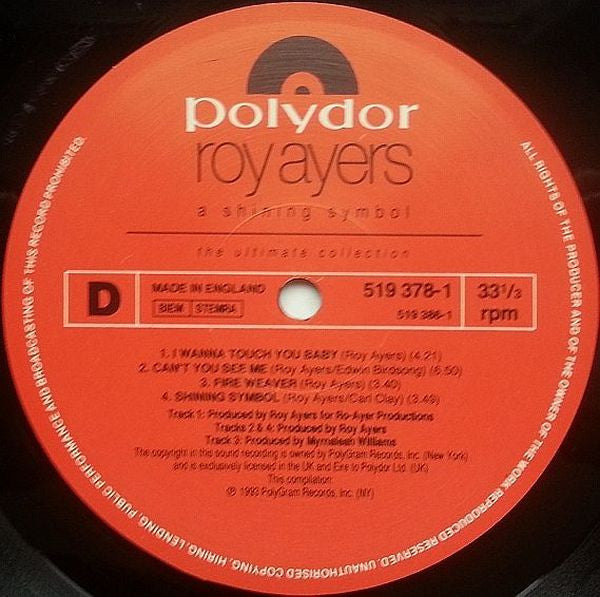 polydor
roy ayers
a shining symbol
the ultimate collection
D
MADE IN ENGLAND
BIEM STEMRA
519 378-1
519 386-1
33 1/3
rpm
1. I WANNA TOUCH YOU BABY (Roy Ayers) (4.21)
2. CAN'T YOU SEE ME (Roy Ayers/Edwin Birdsong) (6.50)
3. FIRE WEAVER (Roy Ayers) (3.40)
4. SHINING SYMBOL (Roy Ayers/Carl Clay) (3.49)
Track 1: Produced by Roy Ayers for Ro-Ayer Productions
Tracks 2 & 4: Produced by Roy Ayers
Track 3: Produced by Myrnaleah Williams
The copyright in this sound recording is owned by PolyGram Records, Inc. (New York)
and is exclusively licensed in the UK and Eire to Polydor Ltd. (UK)
This compilation:
℗ 1993 PolyGram Records, Inc. (NY)
ALL RIGHTS OF THE PRODUCER AND OF THE OWNER OF THE WORK REPRODUCED RESERVED. UNAUTHORISED COPYING, HIRING, LENDING, PUBLIC PERFORMANCE AND BROADCASTING OF THIS RECORD PROHIBITED.